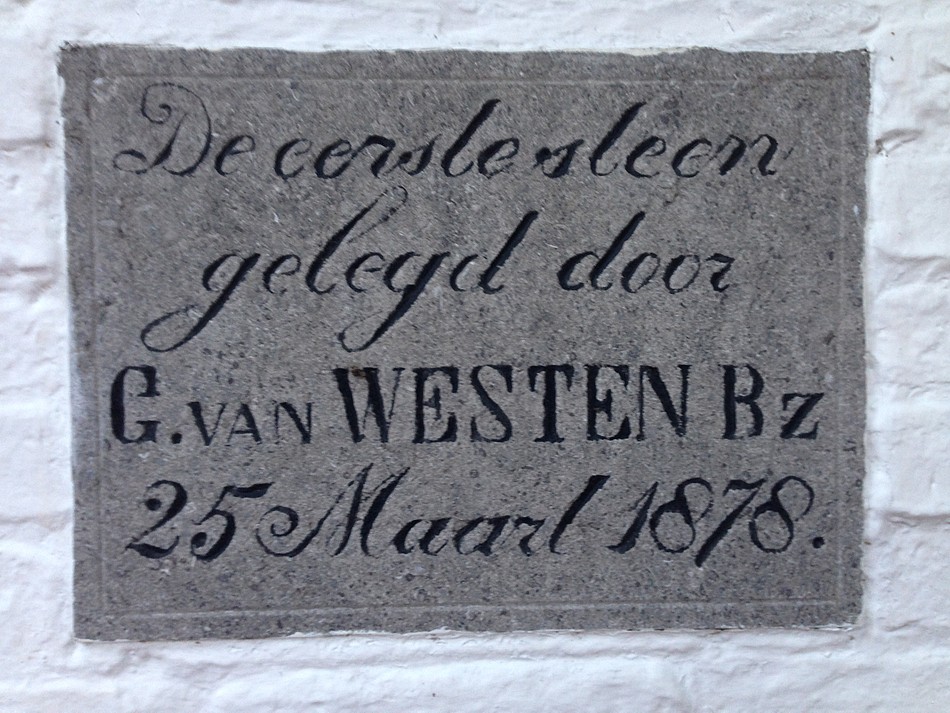 De eerste steen
gelegd door
G. VAN WESTEN Bz
25 Maart 1878.